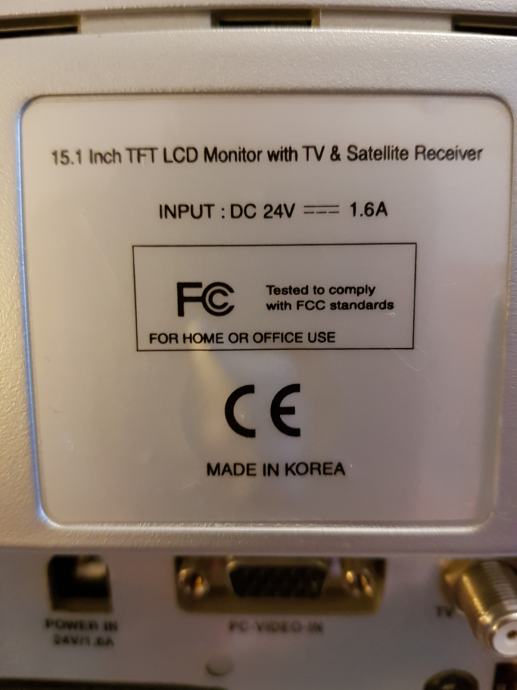 15.1 Inch TFT LCD Monitor with TV & Satellite Receiver
INPUT : DC 24V ⎓ 1.6A
FC Tested to comply
with FCC standards
FOR HOME OR OFFICE USE
CE
MADE IN KOREA
POWER IN
24V/1.6A
PC-VIDEO-IN
TV